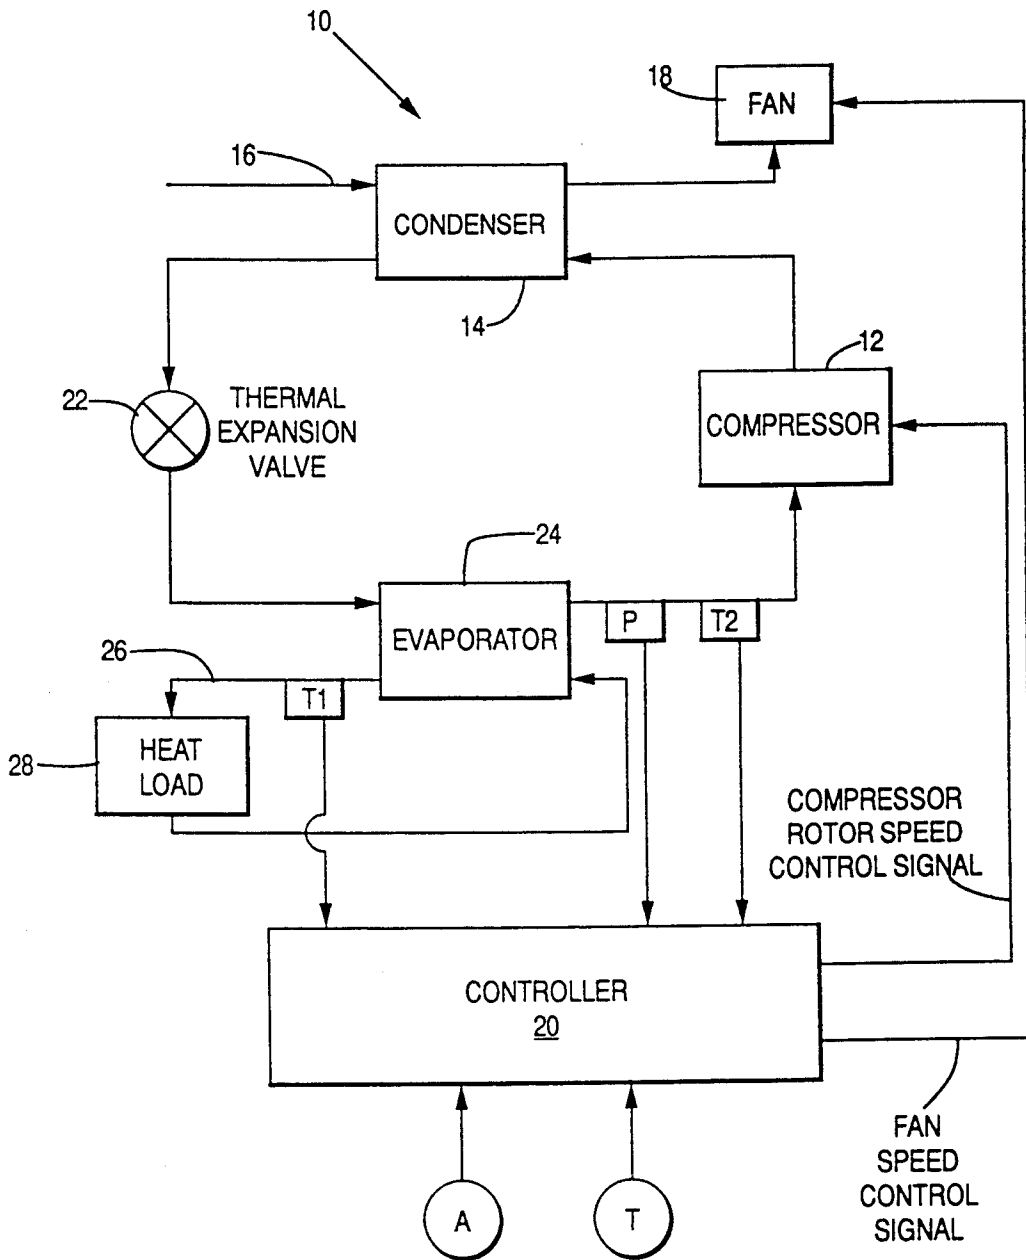 10
18
FAN
16
CONDENSER
14
12
22
THERMAL
EXPANSION
VALVE
COMPRESSOR
24
EVAPORATOR
P
T2
26
T1
HEAT
LOAD
28
COMPRESSOR
ROTOR SPEED
CONTROL SIGNAL
CONTROLLER
20
FAN
SPEED
CONTROL
SIGNAL
A
T